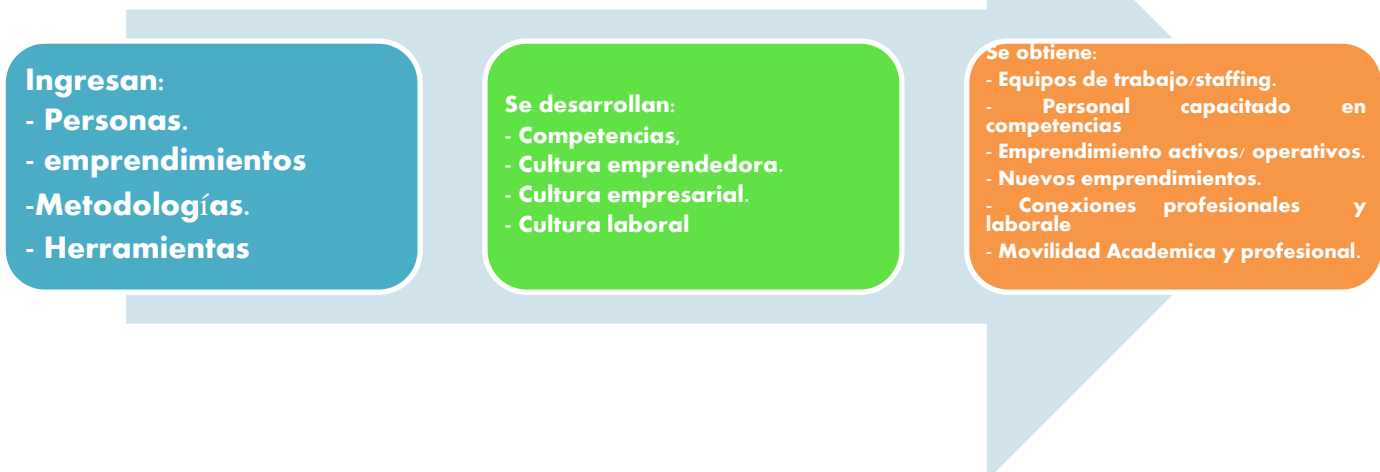 Ingresan:
- Personas.
- emprendimientos
-Metodologías.
- Herramientas
Se desarrollan:
- Competencias,
- Cultura emprendedora.
- Cultura empresarial.
- Cultura laboral
Se obtiene:
- Equipos de trabajo/staffing.
- Personal capacitado en
competencias
- Emprendimiento activos/ operativos.
- Nuevos emprendimientos.
- Conexiones profesionales y
laborale
- Movilidad Academica y profesional.